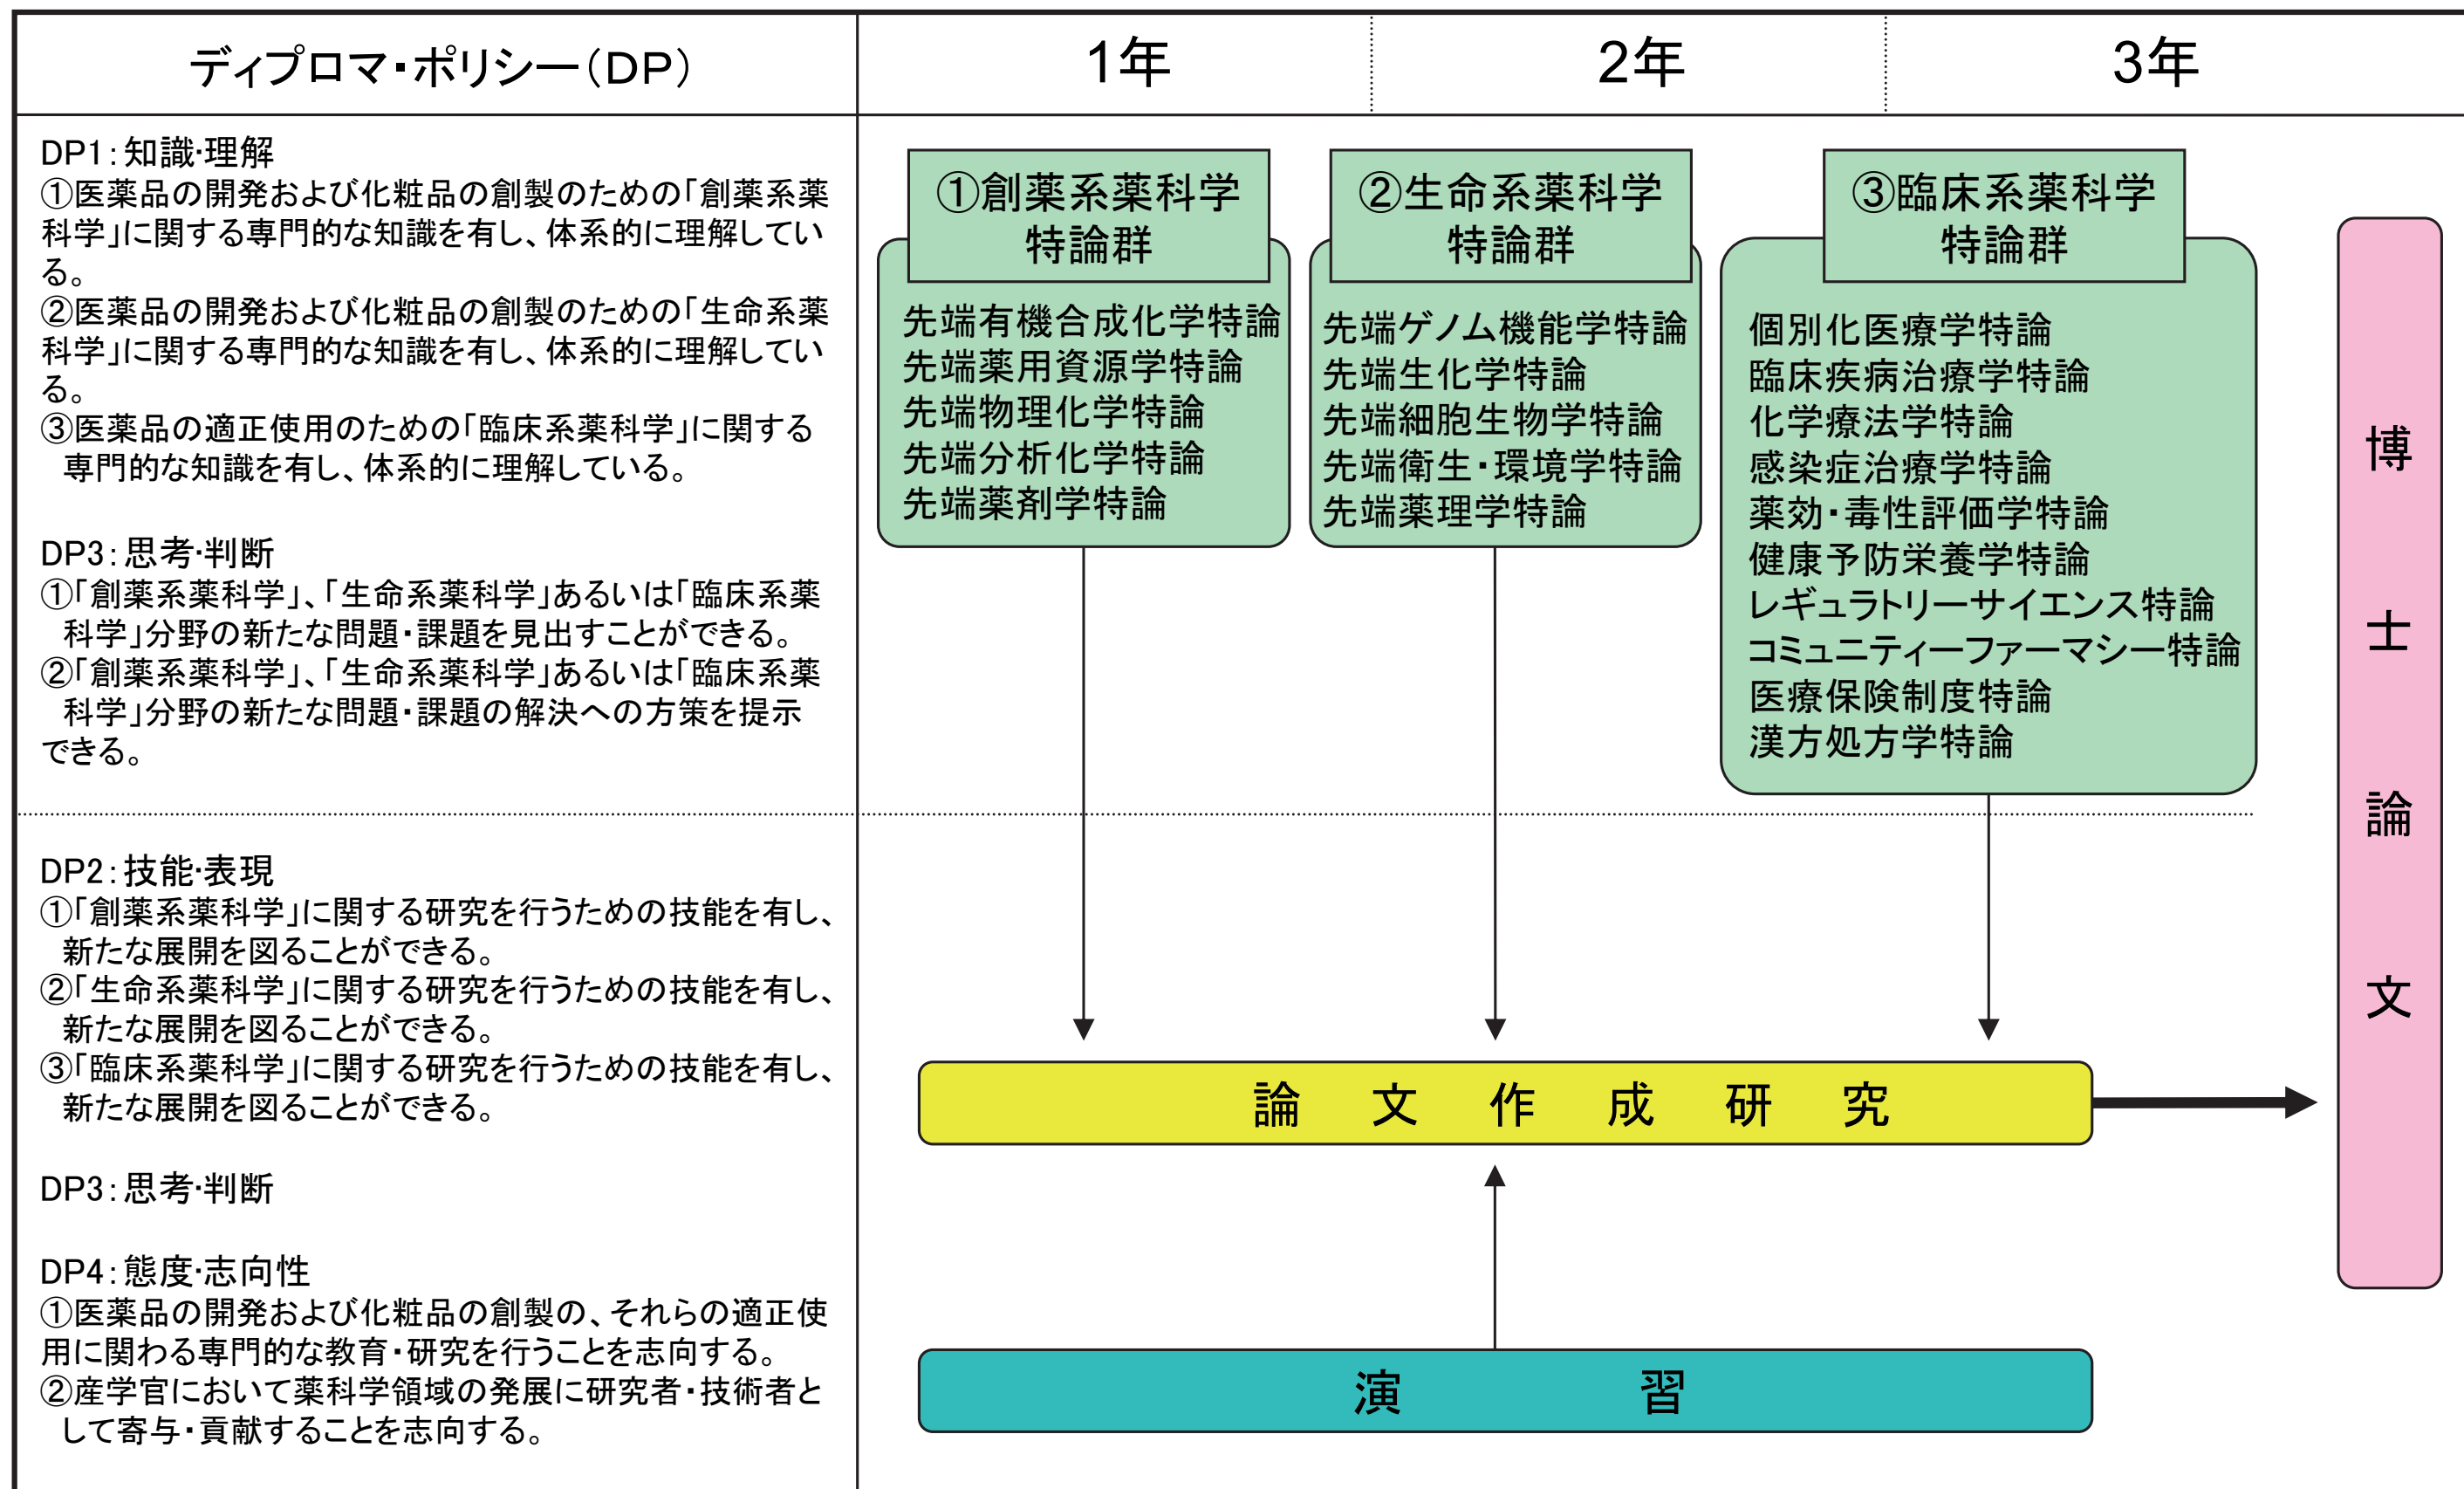 ディプロマ・ポリシー（DP）
1年
2年
3年
DP1：知識・理解
①医薬品の開発および化粧品の創製のための「創薬系薬
科学」に関する専門的な知識を有し、体系的に理解してい
る。
②医薬品の開発および化粧品の創製のための「生命系薬
科学」に関する専門的な知識を有し、体系的に理解してい
る。
③医薬品の適正使用のための「臨床系薬科学」に関する
専門的な知識を有し、体系的に理解している。
DP3：思考・判断
①「創薬系薬科学」、「生命系薬科学」あるいは「臨床系薬
科学」分野の新たな問題・課題を見出すことができる。
②「創薬系薬科学」、「生命系薬科学」あるいは「臨床系薬
科学」分野の新たな問題・課題の解決への方策を提示
できる。
DP2：技能・表現
①「創薬系薬科学」に関する研究を行うための技能を有し、
新たな展開を図ることができる。
②「生命系薬科学」に関する研究を行うための技能を有し、
新たな展開を図ることができる。
③「臨床系薬科学」に関する研究を行うための技能を有し、
新たな展開を図ることができる。
DP3：思考・判断
DP4：態度・志向性
①医薬品の開発および化粧品の創製の、それらの適正使
用に関わる専門的な教育・研究を行うことを志向する。
②産学官において薬科学領域の発展に研究者・技術者と
して寄与・貢献することを志向する。
①創薬系薬科学
特論群
先端有機合成化学特論
先端薬用資源学特論
先端物理化学特論
先端分析化学特論
先端薬剤学特論
②生命系薬科学
特論群
先端ゲノム機能学特論
先端生化学特論
先端細胞生物学特論
先端衛生・環境学特論
先端薬理学特論
③臨床系薬科学
特論群
個別化医療学特論
臨床疾病治療学特論
化学療法学特論
感染症治療学特論
薬効・毒性評価学特論
健康予防栄養学特論
レギュラトリーサイエンス特論
コミュニティーファーマシー特論
医療保険制度特論
漢方処方学特論
論文作成研究
演習
博士論文